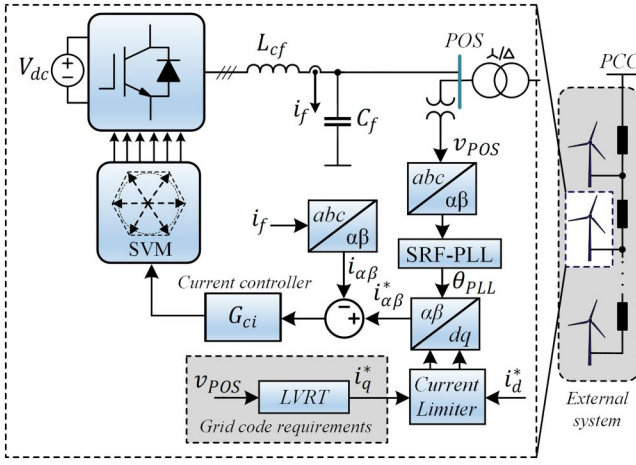 V_dc
L_cf
i_f
C_f
POS
⅄/Δ
PCC
v_POS
abc
αβ
SVM
i_f
abc
αβ
SRF-PLL
i_αβ
θ_PLL
Current controller
G_ci
i*_αβ
αβ
dq
v_POS
LVRT
i*_q
Current
Limiter
i*_d
Grid code requirements
External
system